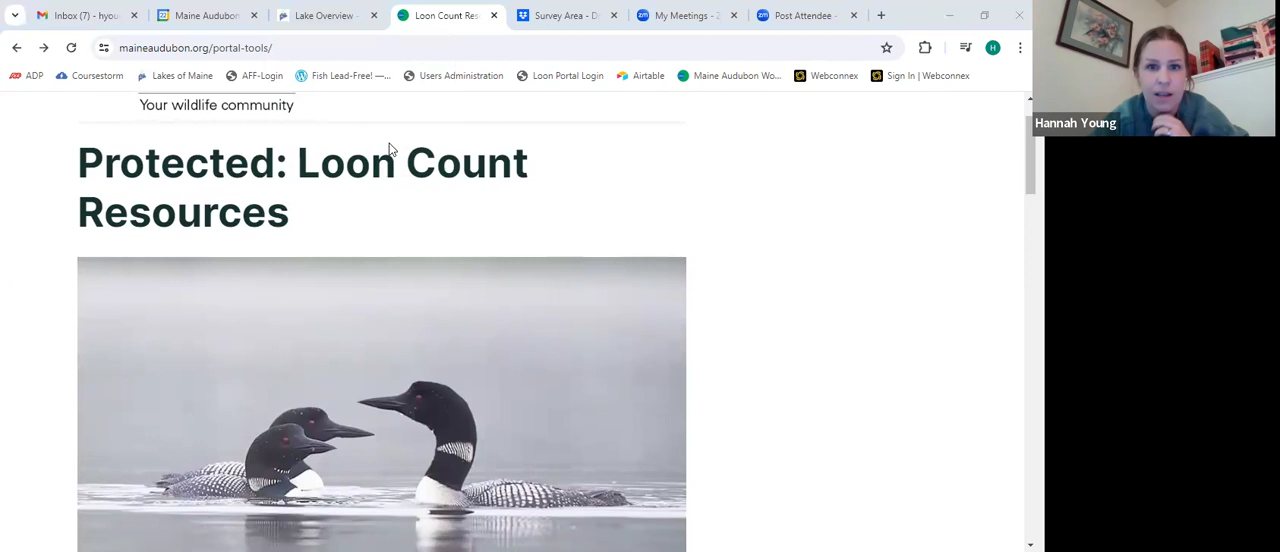 Inbox (7) - hyou
Maine Audubon
Lake Overview -
Loon Count Res
Survey Area - D
My Meetings - Z
Post Attendee -
maineaudubon.org/portal-tools/
H
ADP
Coursestorm
Lakes of Maine
AFF-Login
Fish Lead-Free! —...
Users Administration
Loon Portal Login
Airtable
Maine Audubon Wo...
Webconnex
Sign In | Webconnex
Your wildlife community
Protected: Loon Count
Resources
Hannah Young